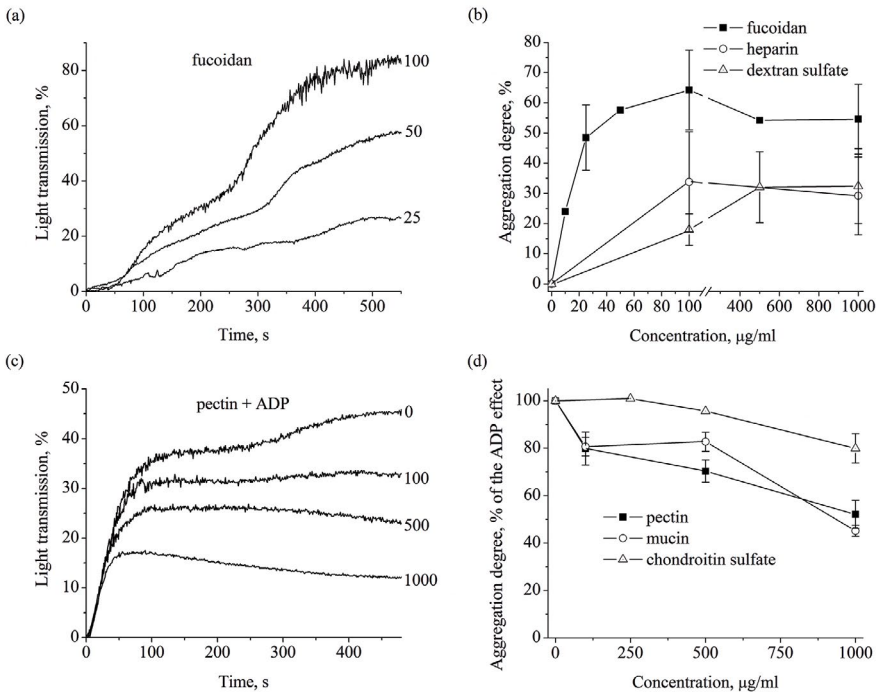 (a)
fucoidan
Light transmission, %
80
60
40
20
0
100
50
25
0 100 200 300 400 500
Time, s
(b)
fucoidan
heparin
dextran sulfate
Aggregation degree, %
80
70
60
50
40
30
20
10
0
0 20 40 60 80 100 400 600 800 1000
Concentration, µg/ml
(c)
pectin + ADP
Light transmission, %
50
40
30
20
10
0
0
100
500
1000
0 100 200 300 400
Time, s
(d)
Aggregation degree, % of the ADP effect
100
80
60
40
20
0
pectin
mucin
chondroitin sulfate
0 250 500 750 1000
Concentration, µg/ml